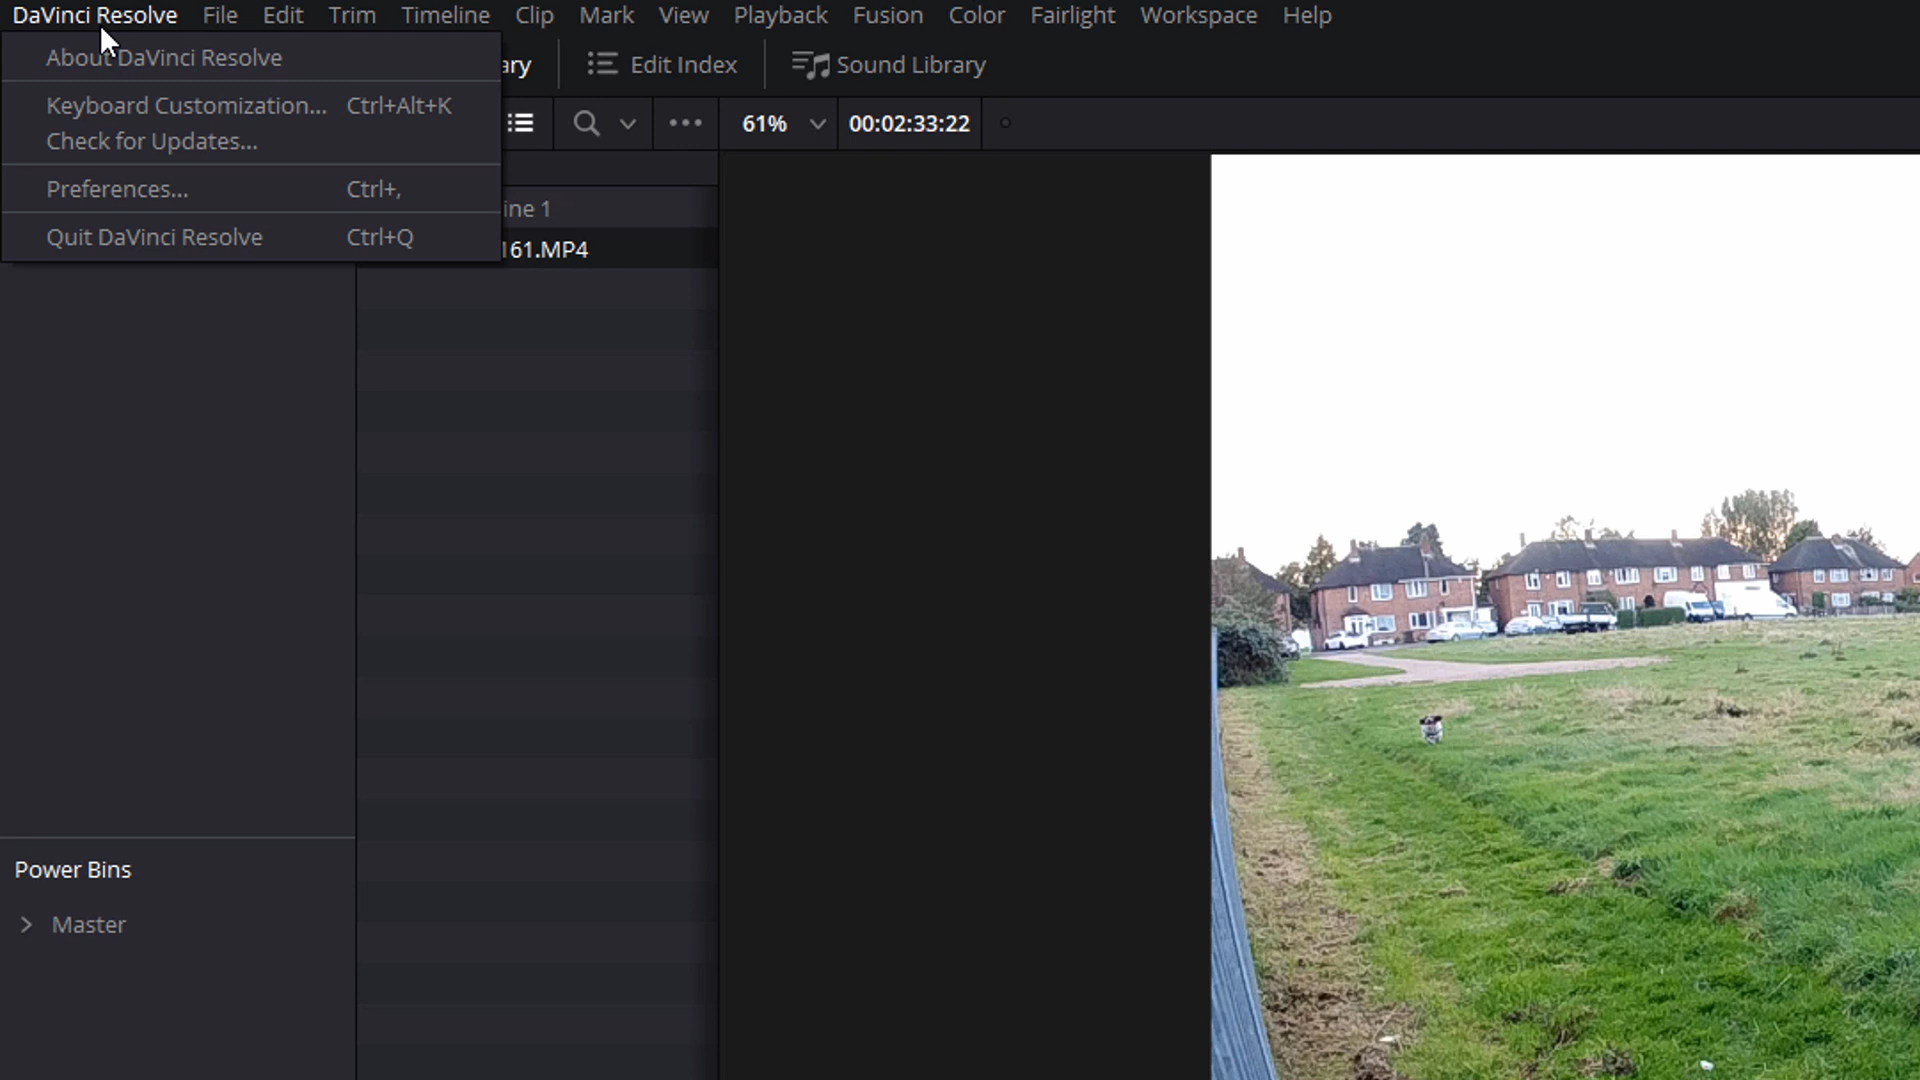 DaVinci Resolve File Edit Trim Timeline Clip Mark View Playback Fusion Color Fairlight Workspace Help
About DaVinci Resolve
ary Edit Index Sound Library
Keyboard Customization... Ctrl+Alt+K
61% 00:02:33:22
Check for Updates...
Preferences... Ctrl+,
ine 1
Quit DaVinci Resolve Ctrl+Q
161.MP4
Power Bins
Master